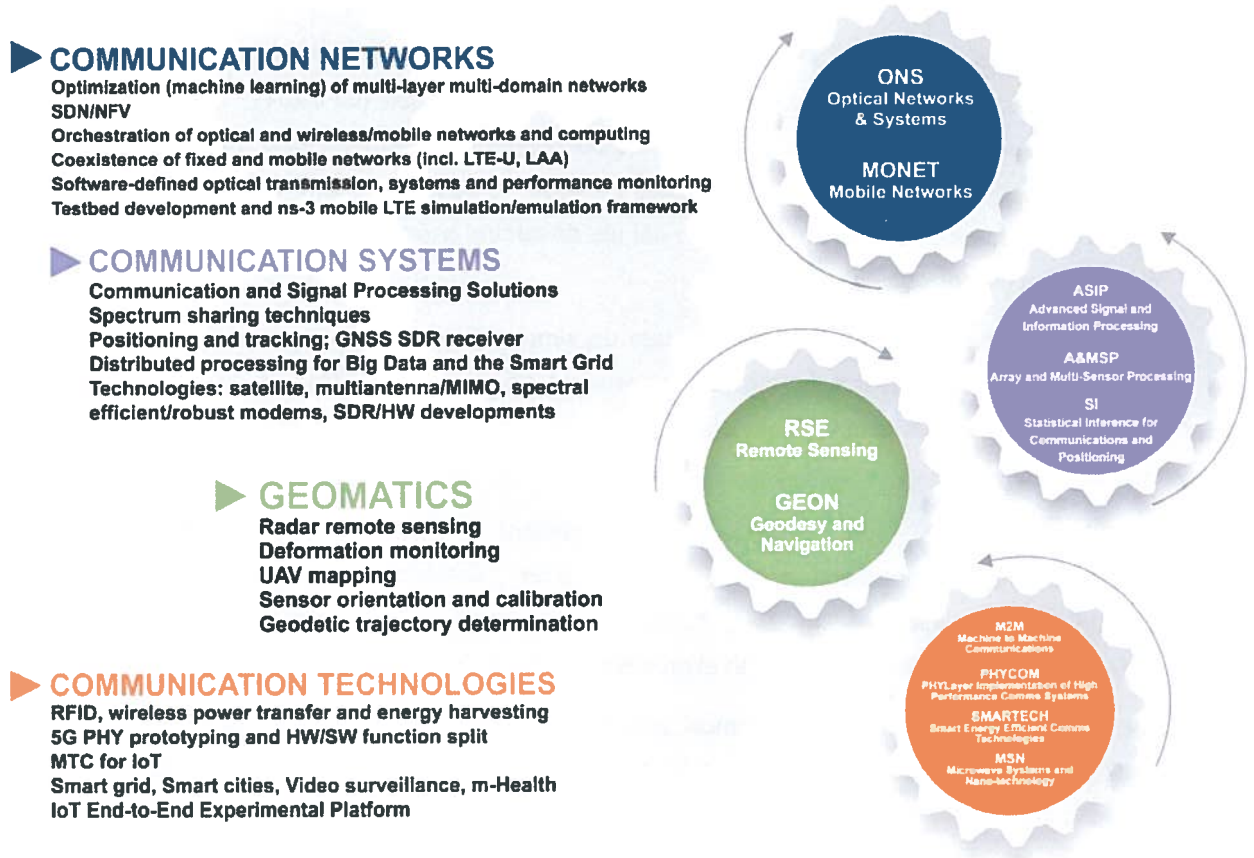 COMMUNICATION NETWORKS
Optimization (machine learning) of multi-layer multi-domain networks
SDN/NFV
Orchestration of optical and wireless/mobile networks and computing
Coexistence of fixed and mobile networks (incl. LTE-U, LAA)
Software-defined optical transmission, systems and performance monitoring
Testbed development and ns-3 mobile LTE simulation/emulation framework
COMMUNICATION SYSTEMS
Communication and Signal Processing Solutions
Spectrum sharing techniques
Positioning and tracking; GNSS SDR receiver
Distributed processing for Big Data and the Smart Grid
Technologies: satellite, multiantenna/MIMO, spectral
efficient/robust modems, SDR/HW developments
GEOMATICS
Radar remote sensing
Deformation monitoring
UAV mapping
Sensor orientation and calibration
Geodetic trajectory determination
COMMUNICATION TECHNOLOGIES
RFID, wireless power transfer and energy harvesting
5G PHY prototyping and HW/SW function split
MTC for IoT
Smart grid, Smart cities, Video surveillance, m-Health
IoT End-to-End Experimental Platform
ONS
Optical Networks
& Systems
MONET
Mobile Networks
ASIP
Advanced Signal and
Information Processing
A&MSP
Array and Multi-Sensor Processing
SI
Statistical Inference for
Communications and
Positioning
RSE
Remote Sensing
GEON
Geodesy and
Navigation
M2M
Machine to Machine
Communications
PHYCOM
PHYLayer Implementation of High
Performance Comms Systems
SMARTECH
Smart Energy Efficient Comms
Technologies
MSN
Microwave Systems and
Nano-technology